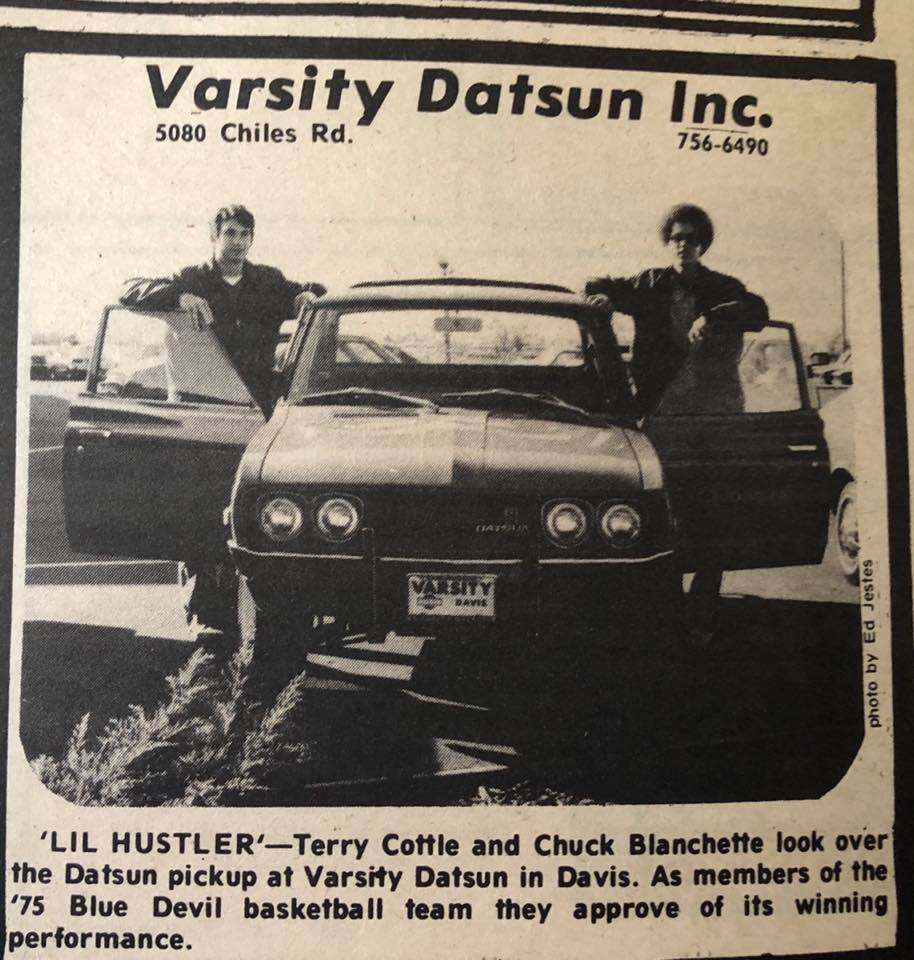 Varsity Datsun Inc.
5080 Chiles Rd.
756-6490
DATSUN
VARSITY
DAVIS
photo by Ed Jestes
'LIL HUSTLER'—Terry Cottle and Chuck Blanchette look over
the Datsun pickup at Varsity Datsun in Davis. As members of the
'75 Blue Devil basketball team they approve of its winning
performance.